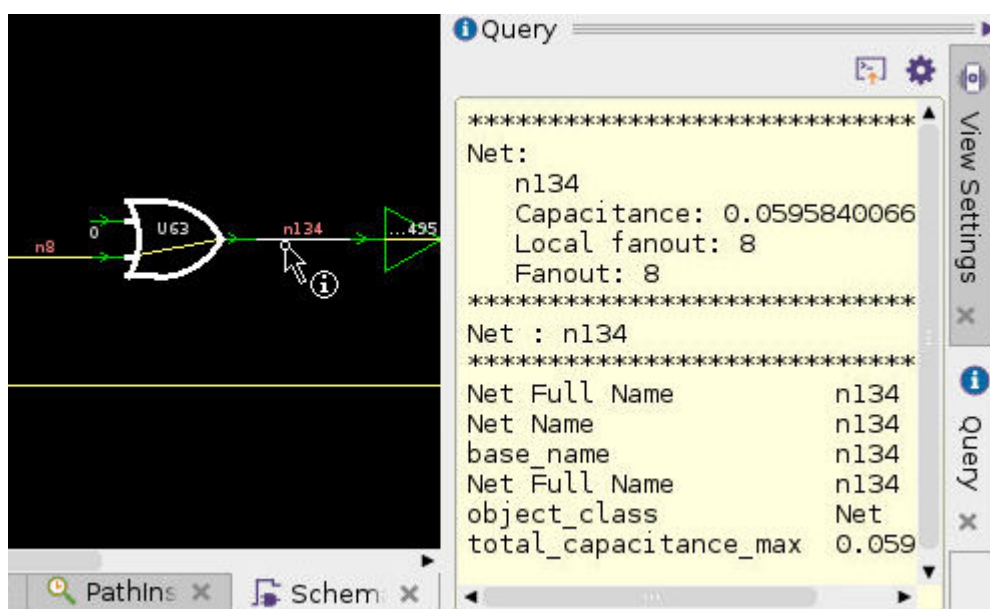 n8
0
U63
n134
...495
PathIns
Schem
Query
******************************
Net:
n134
Capacitance: 0.0595840066
Local fanout: 8
Fanout: 8
******************************
Net : n134
******************************
Net Full Name n134
Net Name n134
base_name n134
Net Full Name n134
object_class Net
total_capacitance_max 0.059
View Settings
Query